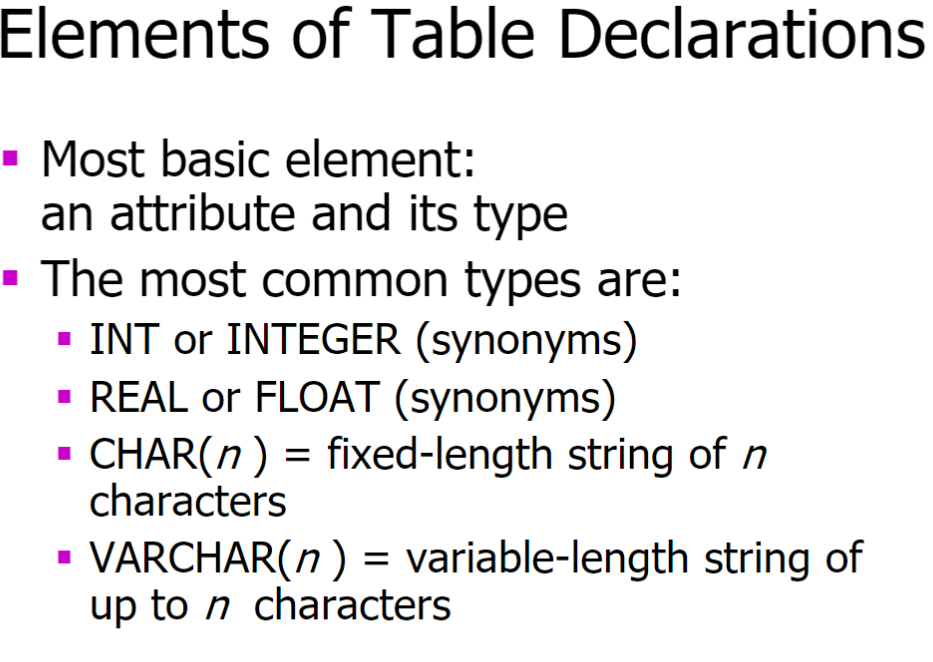 Elements of Table Declarations
▪ Most basic element:
an attribute and its type
▪ The most common types are:
▪ INT or INTEGER (synonyms)
▪ REAL or FLOAT (synonyms)
▪ CHAR(n ) = fixed-length string of n
characters
▪ VARCHAR(n ) = variable-length string of
up to n characters